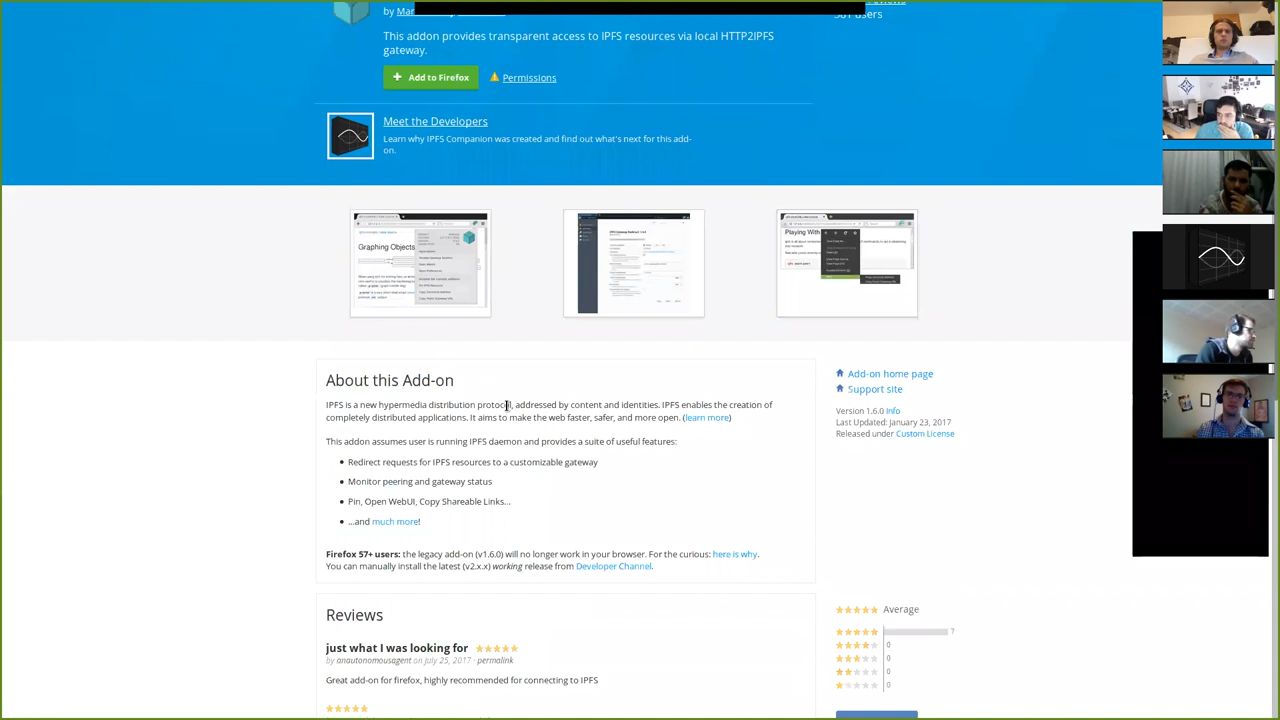 by Mar
users
This addon provides transparent access to IPFS resources via local HTTP2IPFS
gateway.
Add to Firefox
Permissions
Meet the Developers
Learn why IPFS Companion was created and find out what's next for this add-
on.
Graphing Objects
Playing With
About this Add-on
IPFS is a new hypermedia distribution protocol, addressed by content and identities. IPFS enables the creation of
completely distributed applications. It aims to make the web faster, safer, and more open. (learn more)
This addon assumes user is running IPFS daemon and provides a suite of useful features:
Redirect requests for IPFS resources to a customizable gateway
Monitor peering and gateway status
Pin, Open WebUI, Copy Shareable Links...
...and much more!
Firefox 57+ users: the legacy add-on (v1.6.0) will no longer work in your browser. For the curious: here is why.
You can manually install the latest (v2.x.x) working release from Developer Channel.
Add-on home page
Support site
Version 1.6.0 Info
Last Updated: January 23, 2017
Released under Custom License
Reviews
just what I was looking for
by anautonomousagent on July 25, 2017 · permalink
Great add-on for firefox, highly recommended for connecting to IPFS
Average
7
0
0
0
0